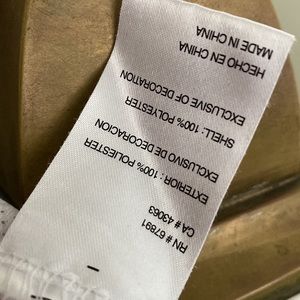 RN # 67891
CA # 43063
EXTERIOR : 100% POLIESTER
EXCLUSIVO DE DECORACION
SHELL: 100% POLYESTER
EXCLUSIVE OF DECORATION
HECHO EN CHINA
MADE IN CHINA